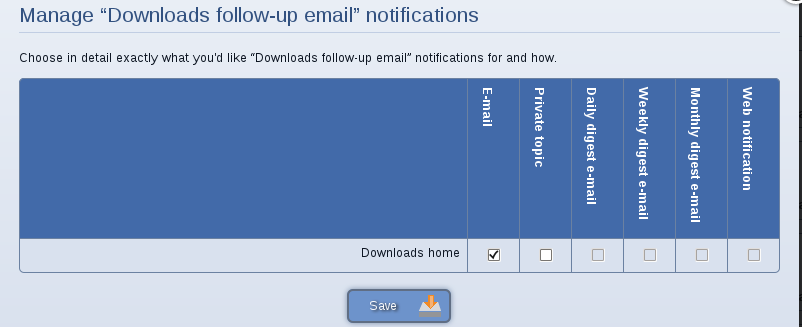 Manage “Downloads follow-up email” notifications
Choose in detail exactly what you'd like “Downloads follow-up email” notifications for and how.
E-mail
Private topic
Daily digest e-mail
Weekly digest e-mail
Monthly digest e-mail
Web notification
Downloads home
Save